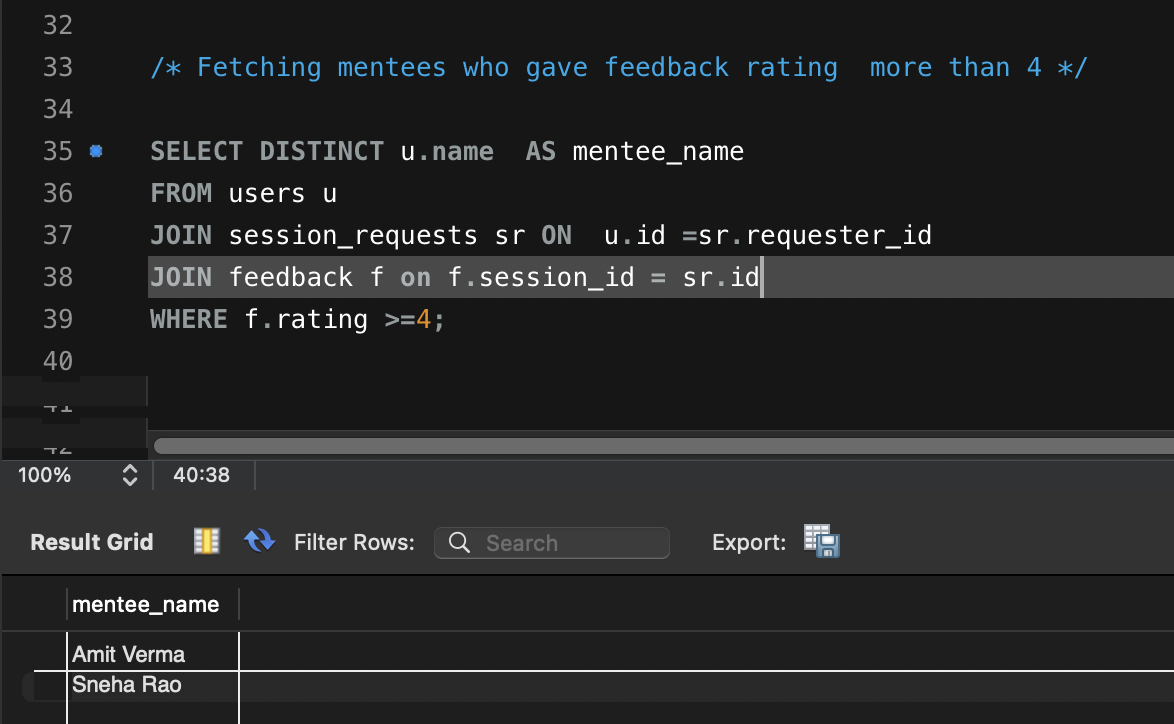 32
33 /* Fetching mentees who gave feedback rating  more than 4 */
34
35 SELECT DISTINCT u.name  AS mentee_name
36 FROM users u
37 JOIN session_requests sr ON  u.id =sr.requester_id
38 JOIN feedback f on f.session_id = sr.id
39 WHERE f.rating >=4;
40
41
42
100% 40:38
Result Grid Filter Rows: Search Export:
mentee_name
Amit Verma
Sneha Rao